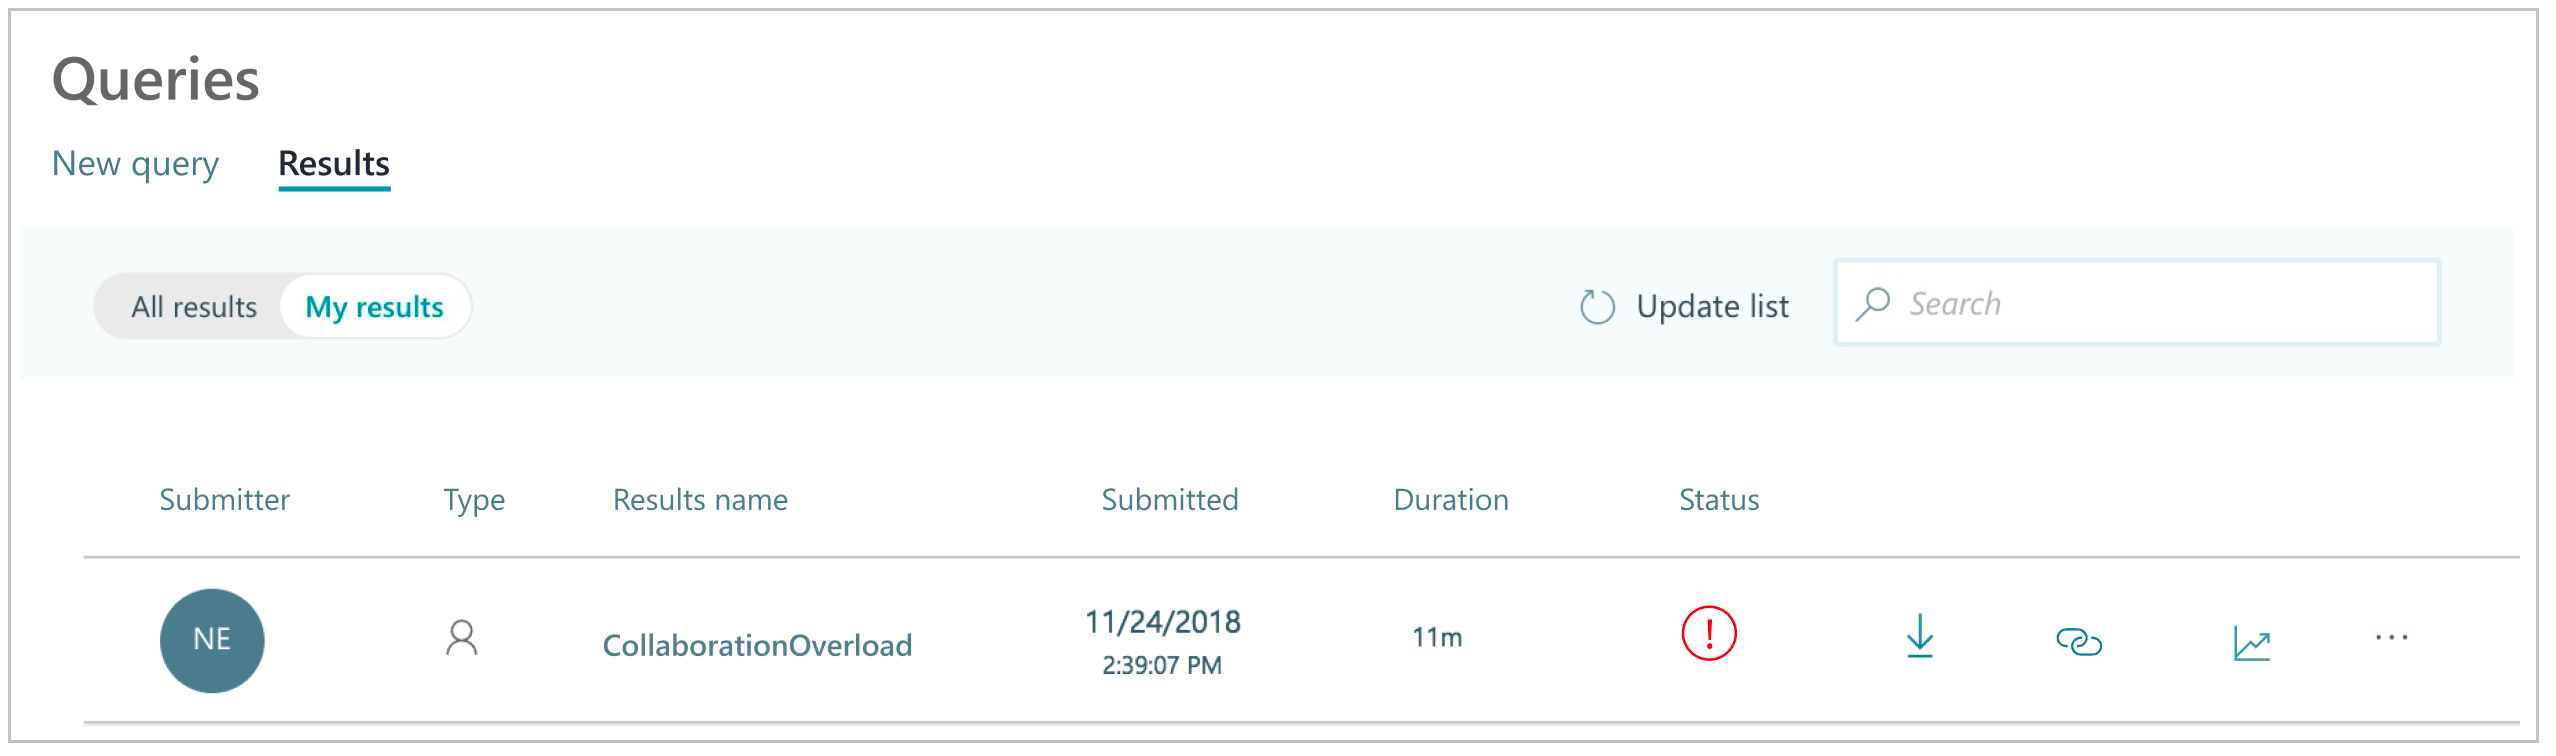 Queries
New query Results
All results My results Update list Search
Submitter Type Results name Submitted Duration Status
NE CollaborationOverload 11/24/2018 11m !
2:39:07 PM